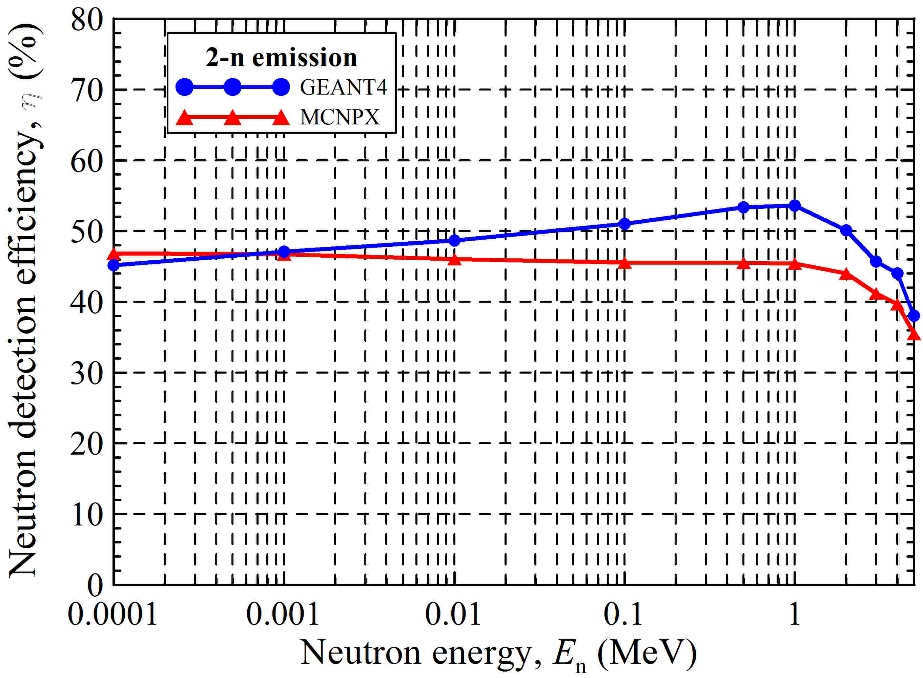 80
70
60
50
40
30
20
10
0
0.0001
0.001
0.01
0.1
1
Neutron detection efficiency, η (%)
Neutron energy, En (MeV)
2-n emission
GEANT4
MCNPX